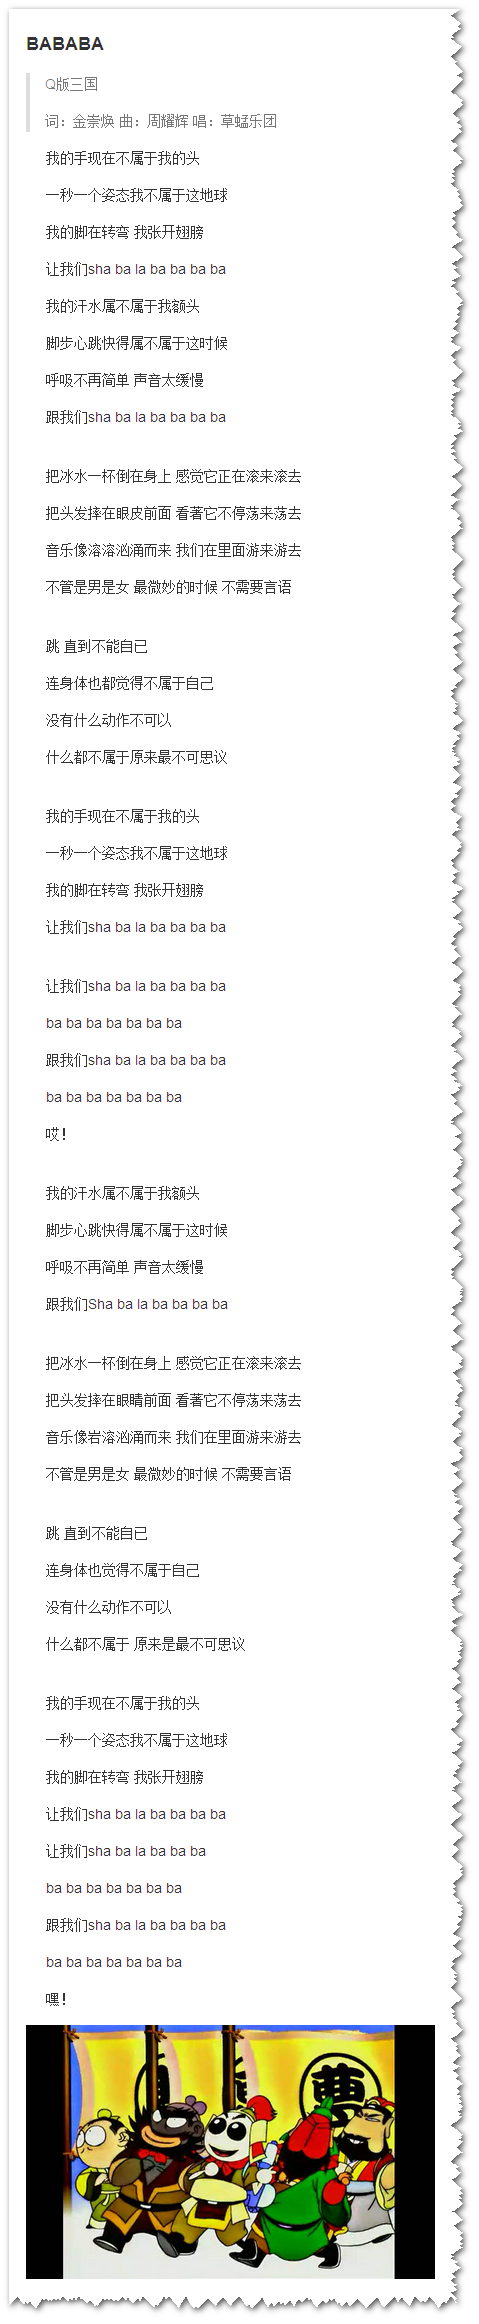 BABABA
Q版三国
词：金崇焕 曲：周耀辉 唱：草蜢乐团
我的手现在不属于我的头
一秒一个姿态我不属于这地球
我的脚在转弯 我张开翅膀
让我们sha ba la ba ba ba ba
我的汗水属不属于我额头
脚步心跳快得属不属于这时候
呼吸不再简单 声音太缓慢
跟我们sha ba la ba ba ba ba
把冰水一杯倒在身上 感觉它正在滚来滚去
把头发摔在眼皮前面 看著它不停荡来荡去
音乐像溶溶汹涌而来 我们在里面游来游去
不管是男是女 最微妙的时候 不需要言语
跳 直到不能自已
连身体也都觉得不属于自己
没有什么动作不可以
什么都不属于原来最不可思议
我的手现在不属于我的头
一秒一个姿态我不属于这地球
我的脚在转弯 我张开翅膀
让我们sha ba la ba ba ba ba
让我们sha ba la ba ba ba ba
ba ba ba ba ba ba ba
跟我们sha ba la ba ba ba ba
ba ba ba ba ba ba ba
哎！
我的汗水属不属于我额头
脚步心跳快得属不属于这时候
呼吸不再简单 声音太缓慢
跟我们Sha ba la ba ba ba ba
把冰水一杯倒在身上 感觉它正在滚来滚去
把头发摔在眼睛前面 看著它不停荡来荡去
音乐像岩溶汹涌而来 我们在里面游来游去
不管是男是女 最微妙的时候 不需要言语
跳 直到不能自已
连身体也觉得不属于自己
没有什么动作不可以
什么都不属于 原来是最不可思议
我的手现在不属于我的头
一秒一个姿态我不属于这地球
我的脚在转弯 我张开翅膀
让我们sha ba la ba ba ba ba
让我们sha ba la ba ba ba
ba ba ba ba ba ba ba
跟我们sha ba la ba ba ba ba
ba ba ba ba ba ba ba
嘿！
曹